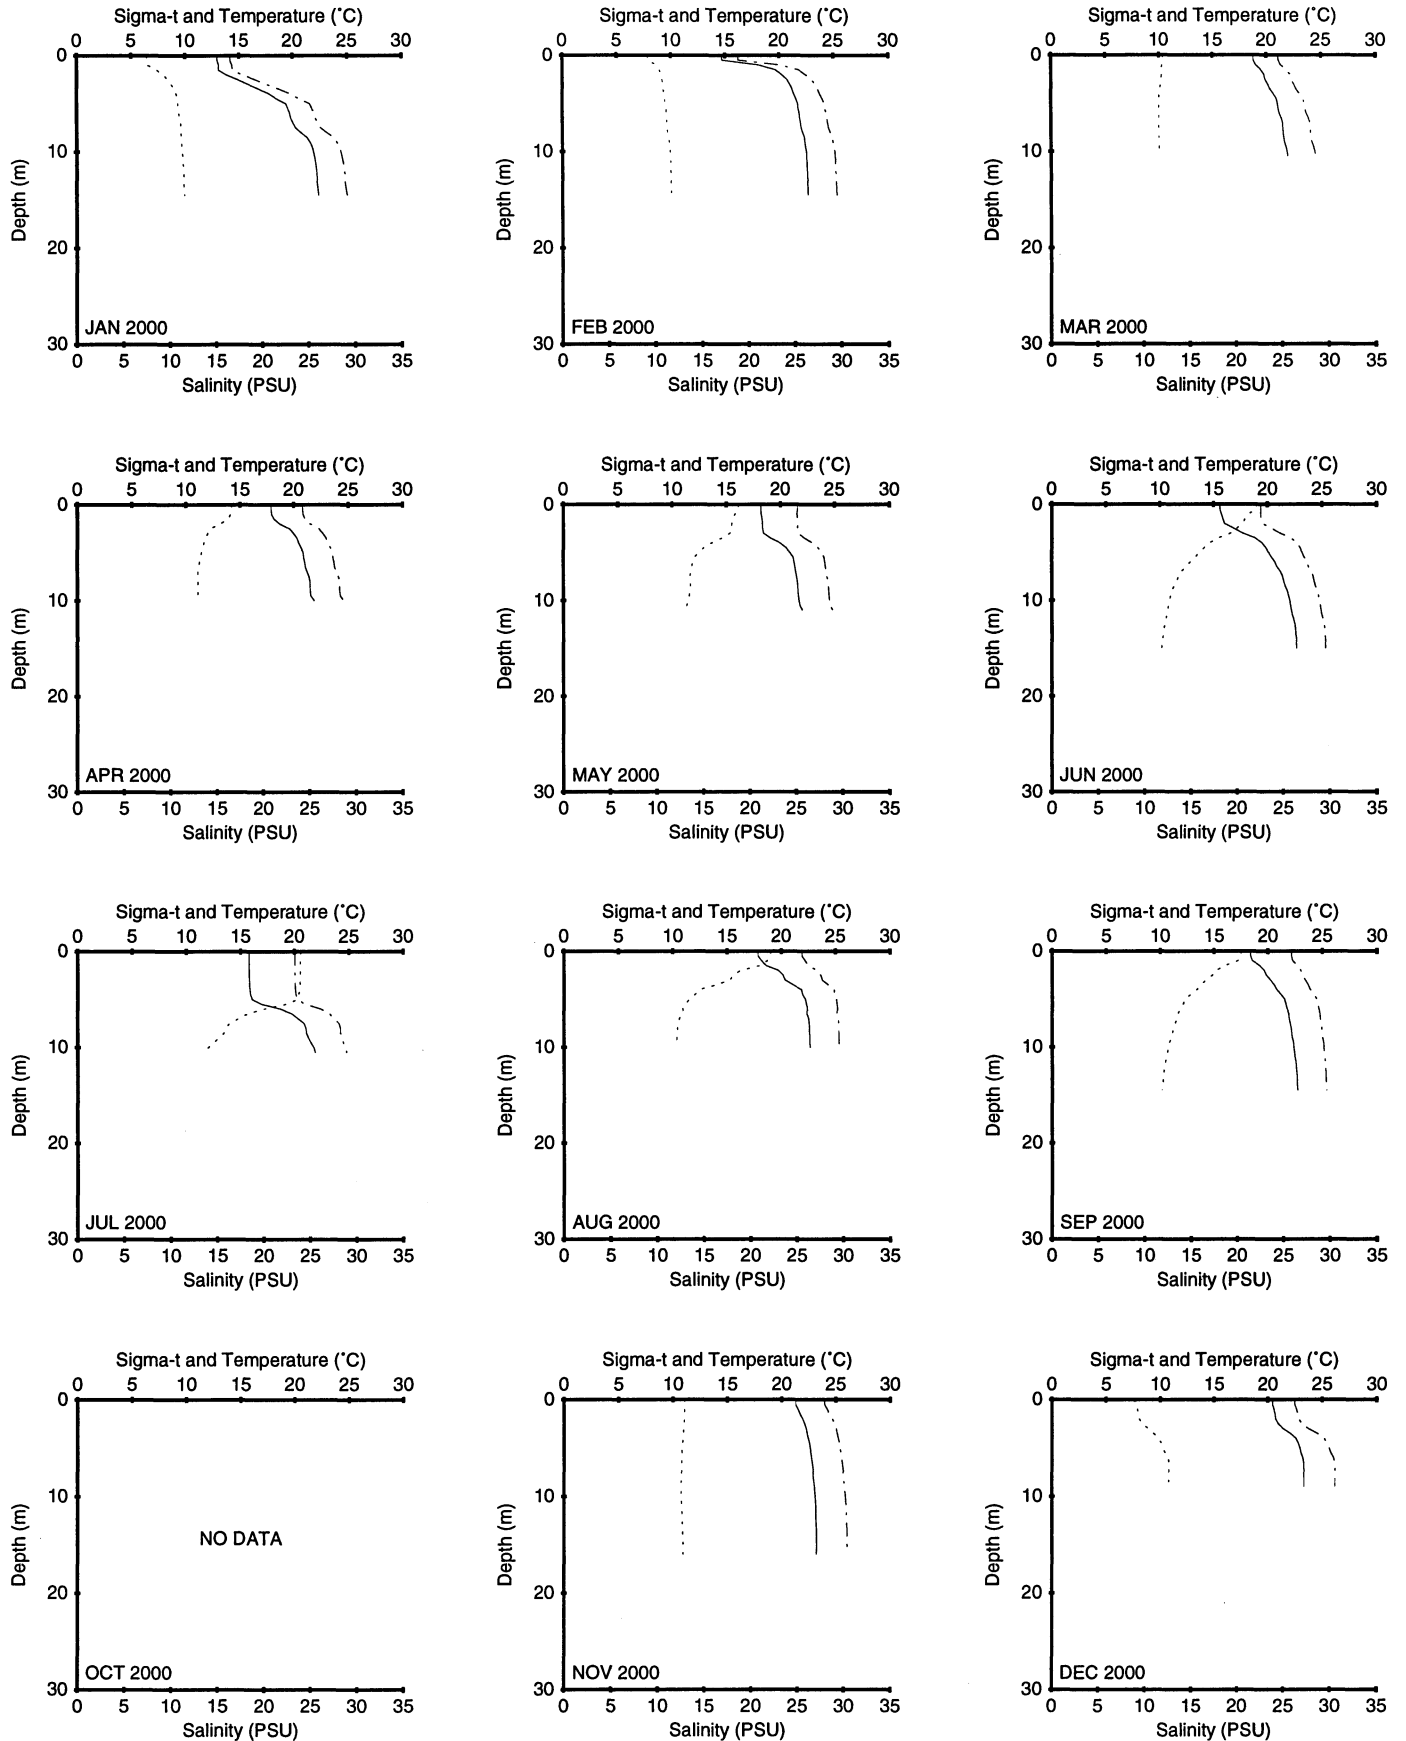 Sigma-t and Temperature (˚C)
0 5 10 15 20 25 30
0
10
20
30
Depth (m)
JAN 2000
0 5 10 15 20 25 30 35
Salinity (PSU)
Sigma-t and Temperature (˚C)
0 5 10 15 20 25 30
0
10
20
30
Depth (m)
FEB 2000
0 5 10 15 20 25 30 35
Salinity (PSU)
Sigma-t and Temperature (˚C)
0 5 10 15 20 25 30
0
10
20
30
Depth (m)
MAR 2000
0 5 10 15 20 25 30 35
Salinity (PSU)
Sigma-t and Temperature (˚C)
0 5 10 15 20 25 30
0
10
20
30
Depth (m)
APR 2000
0 5 10 15 20 25 30 35
Salinity (PSU)
Sigma-t and Temperature (˚C)
0 5 10 15 20 25 30
0
10
20
30
Depth (m)
MAY 2000
0 5 10 15 20 25 30 35
Salinity (PSU)
Sigma-t and Temperature (˚C)
0 5 10 15 20 25 30
0
10
20
30
Depth (m)
JUN 2000
0 5 10 15 20 25 30 35
Salinity (PSU)
Sigma-t and Temperature (˚C)
0 5 10 15 20 25 30
0
10
20
30
Depth (m)
JUL 2000
0 5 10 15 20 25 30 35
Salinity (PSU)
Sigma-t and Temperature (˚C)
0 5 10 15 20 25 30
0
10
20
30
Depth (m)
AUG 2000
0 5 10 15 20 25 30 35
Salinity (PSU)
Sigma-t and Temperature (˚C)
0 5 10 15 20 25 30
0
10
20
30
Depth (m)
SEP 2000
0 5 10 15 20 25 30 35
Salinity (PSU)
Sigma-t and Temperature (˚C)
0 5 10 15 20 25 30
0
10
20
30
Depth (m)
NO DATA
OCT 2000
0 5 10 15 20 25 30 35
Salinity (PSU)
Sigma-t and Temperature (˚C)
0 5 10 15 20 25 30
0
10
20
30
Depth (m)
NOV 2000
0 5 10 15 20 25 30 35
Salinity (PSU)
Sigma-t and Temperature (˚C)
0 5 10 15 20 25 30
0
10
20
30
Depth (m)
DEC 2000
0 5 10 15 20 25 30 35
Salinity (PSU)